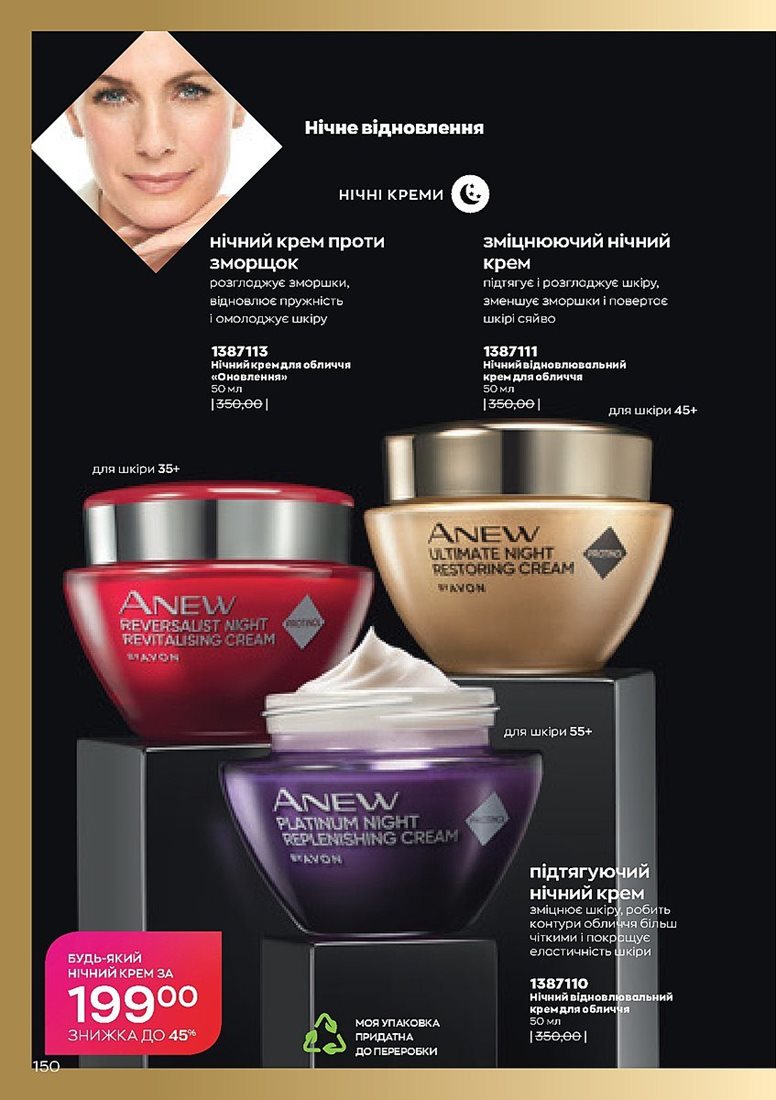 Нічне відновлення
НІЧНІ КРЕМИ
нічний крем проти
зморщок
розгладжує зморшки,
відновлює пружність
і омолоджує шкіру
1387113
Нічний крем для обличчя
«Оновлення»
50 мл
|350,00|
зміцнюючий нічний
крем
підтягує і розгладжує шкіру,
зменшує зморшки і повертає
шкірі сяйво
1387111
Нічний відновлювальний
крем для обличчя
50 мл
|350,00|
для шкіри 45+
для шкіри 35+
ANEW
ULTIMATE NIGHT
RESTORING CREAM
BY AVON
PROTINOL
ANEW
REVERSALIST NIGHT
REVITALISING CREAM
BY AVON
PROTINOL
для шкіри 55+
ANEW
PLATINUM NIGHT
REPLENISHING CREAM
BY AVON
PROTINOL
підтягуючий
нічний крем
зміцнює шкіру, робить
контури обличчя більш
чіткими і покращує
еластичність шкіри
1387110
Нічний відновлювальний
крем для обличчя
50 мл
|350,00|
БУДЬ-ЯКИЙ
НІЧНИЙ КРЕМ ЗА
199⁰⁰
ЗНИЖКА ДО 45%
МОЯ УПАКОВКА
ПРИДАТНА
ДО ПЕРЕРОБКИ
150